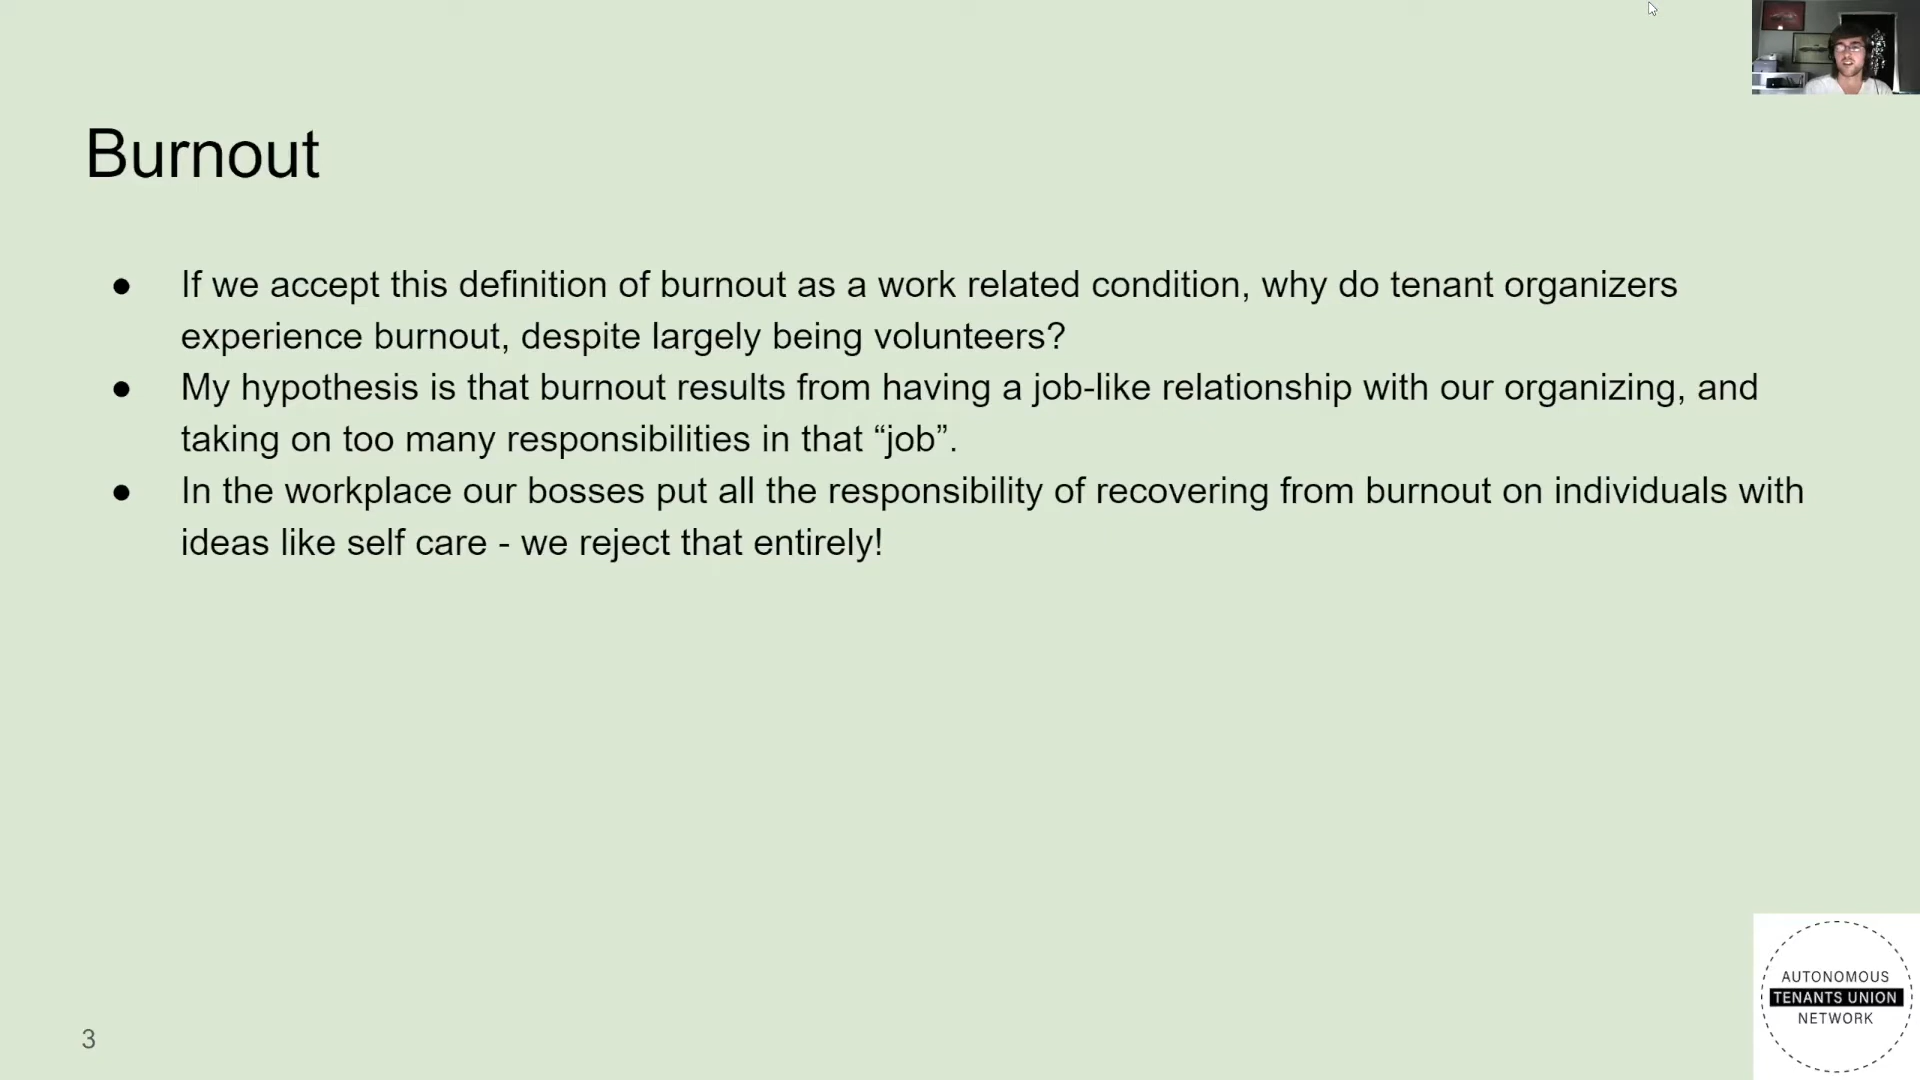 Burnout
● If we accept this definition of burnout as a work related condition, why do tenant organizers
experience burnout, despite largely being volunteers?
● My hypothesis is that burnout results from having a job-like relationship with our organizing, and
taking on too many responsibilities in that “job”.
● In the workplace our bosses put all the responsibility of recovering from burnout on individuals with
ideas like self care - we reject that entirely!
3
AUTONOMOUS
TENANTS UNION
NETWORK